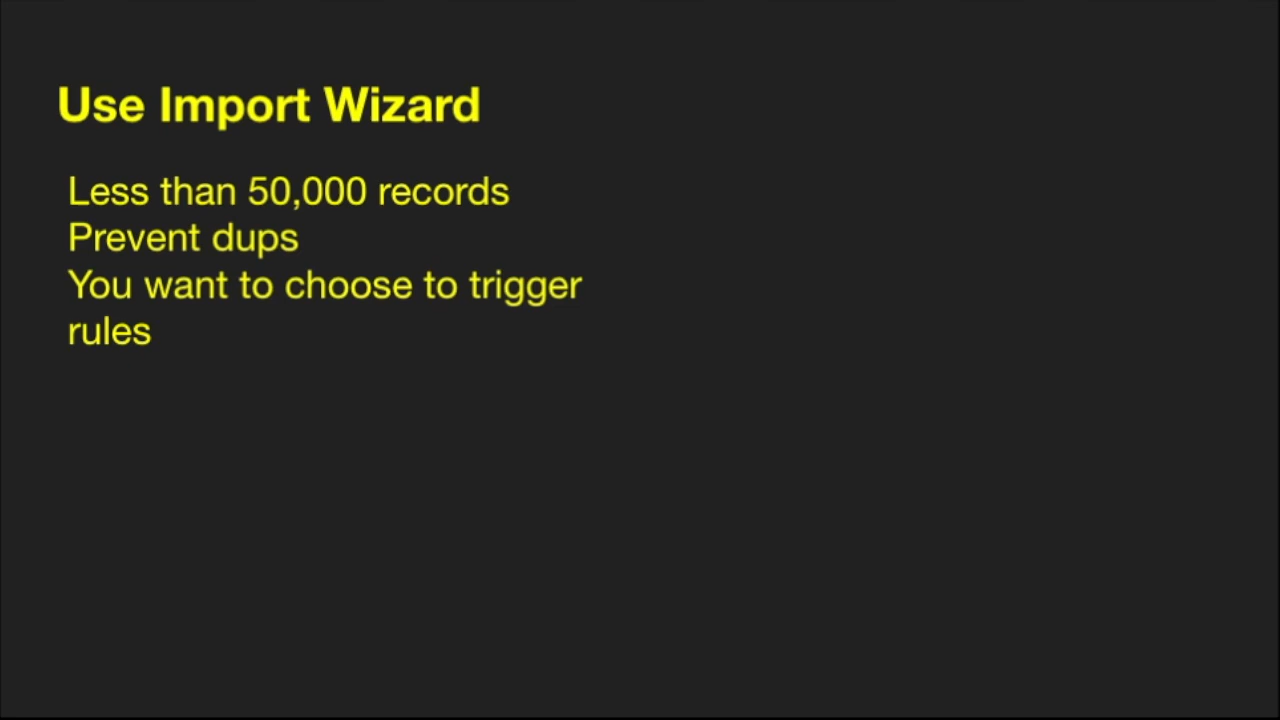 Use Import Wizard
Less than 50,000 records
Prevent dups
You want to choose to trigger
rules